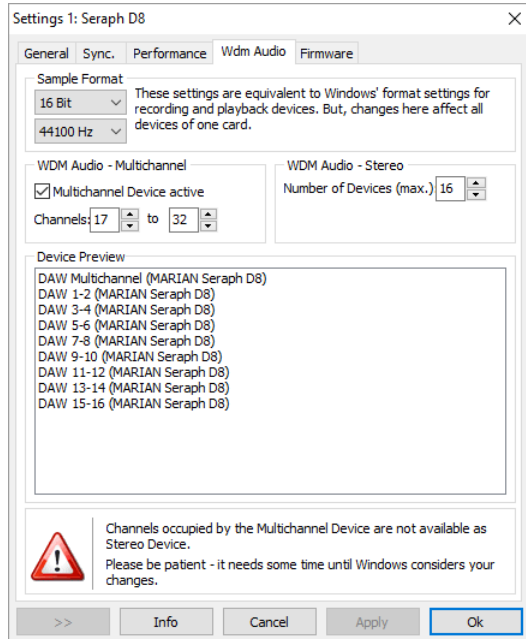 Settings 1: Seraph D8
General Sync. Performance Wdm Audio Firmware
Sample Format
16 Bit
44100 Hz
These settings are equivalent to Windows' format settings for
recording and playback devices. But, changes here affect all
devices of one card.
WDM Audio - Multichannel
Multichannel Device active
Channels: 17 to 32
WDM Audio - Stereo
Number of Devices (max.) 16
Device Preview
DAW Multichannel (MARIAN Seraph D8)
DAW 1-2 (MARIAN Seraph D8)
DAW 3-4 (MARIAN Seraph D8)
DAW 5-6 (MARIAN Seraph D8)
DAW 7-8 (MARIAN Seraph D8)
DAW 9-10 (MARIAN Seraph D8)
DAW 11-12 (MARIAN Seraph D8)
DAW 13-14 (MARIAN Seraph D8)
DAW 15-16 (MARIAN Seraph D8)
Channels occupied by the Multichannel Device are not available as
Stereo Device.
Please be patient - it needs some time until Windows considers your
changes.
>> Info Cancel Apply Ok